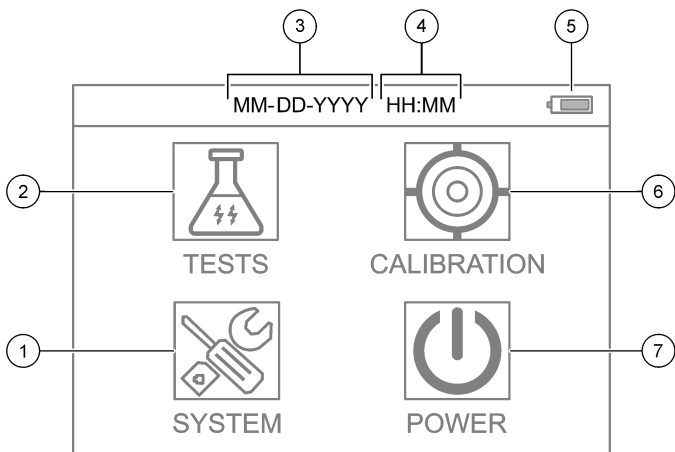 3 4 5
MM-DD-YYYY HH:MM
2 6
TESTS CALIBRATION
1 7
SYSTEM POWER